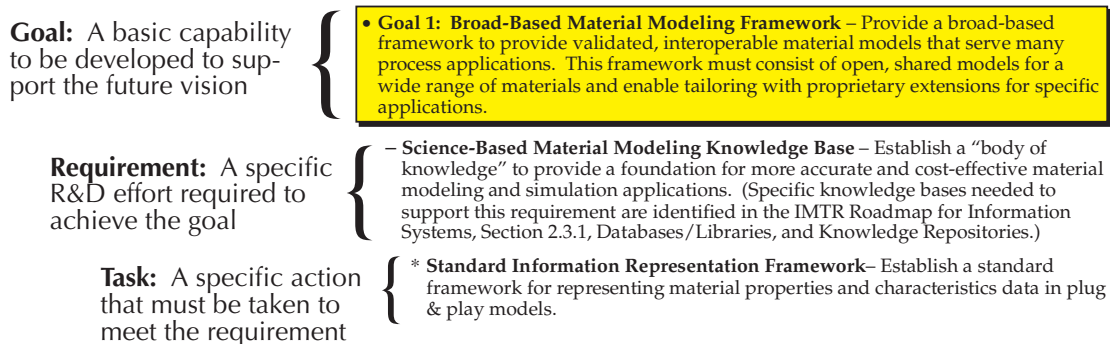 Goal: A basic capability
to be developed to sup-
port the future vision
• Goal 1: Broad-Based Material Modeling Framework – Provide a broad-based
framework to provide validated, interoperable material models that serve many
process applications. This framework must consist of open, shared models for a
wide range of materials and enable tailoring with proprietary extensions for specific
applications.
Requirement: A specific
R&D effort required to
achieve the goal
– Science-Based Material Modeling Knowledge Base – Establish a “body of
knowledge” to provide a foundation for more accurate and cost-effective material
modeling and simulation applications. (Specific knowledge bases needed to
support this requirement are identified in the IMTR Roadmap for Information
Systems, Section 2.3.1, Databases/Libraries, and Knowledge Repositories.)
Task: A specific action
that must be taken to
meet the requirement
* Standard Information Representation Framework– Establish a standard
framework for representing material properties and characteristics data in plug
& play models.